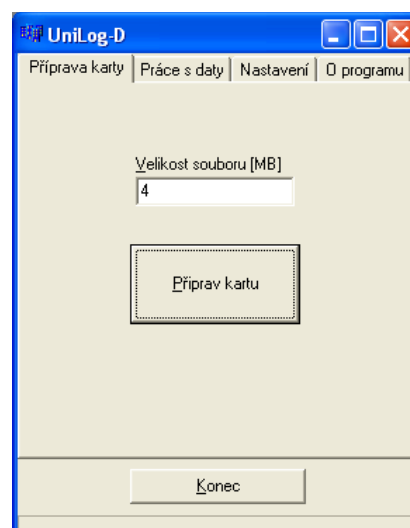 UniLog-D
Příprava karty Práce s daty Nastavení O programu
Velikost souboru [MB]
4
Připrav kartu
Konec